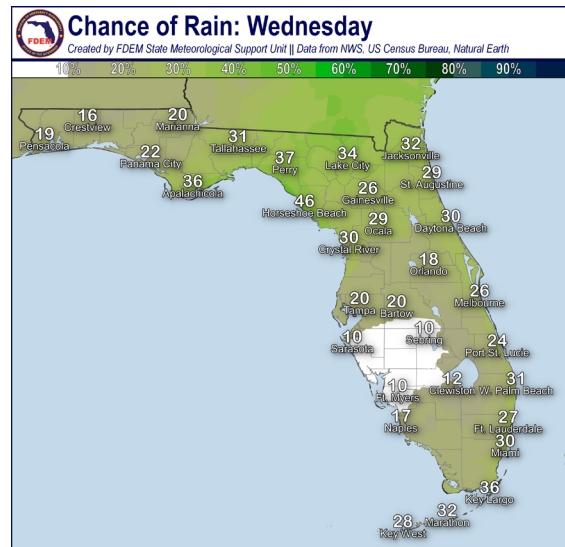 Chance of Rain: Wednesday
Created by FDEM State Meteorological Support Unit || Data from NWS, US Census Bureau, Natural Earth
FDEM
10% 20% 30% 40% 50% 60% 70% 80% 90%
16
Crestview
20
Marianna
19
Pensacola
31
Tallahassee
32
Jacksonville
22
Panama City
37
Perry
34
Lake City
29
St. Augustine
36
Apalachicola
26
Gainesville
46
Horseshoe Beach
29
Ocala
30
Daytona Beach
30
Crystal River
18
Orlando
26
Melbourne
20
Tampa
20
Bartow
10
Sarasota
10
Sebring
24
Port St. Lucie
10
Ft. Myers
12
Clewiston
31
W. Palm Beach
17
Naples
27
Ft. Lauderdale
30
Miami
36
Key Largo
32
Marathon
28
Key West